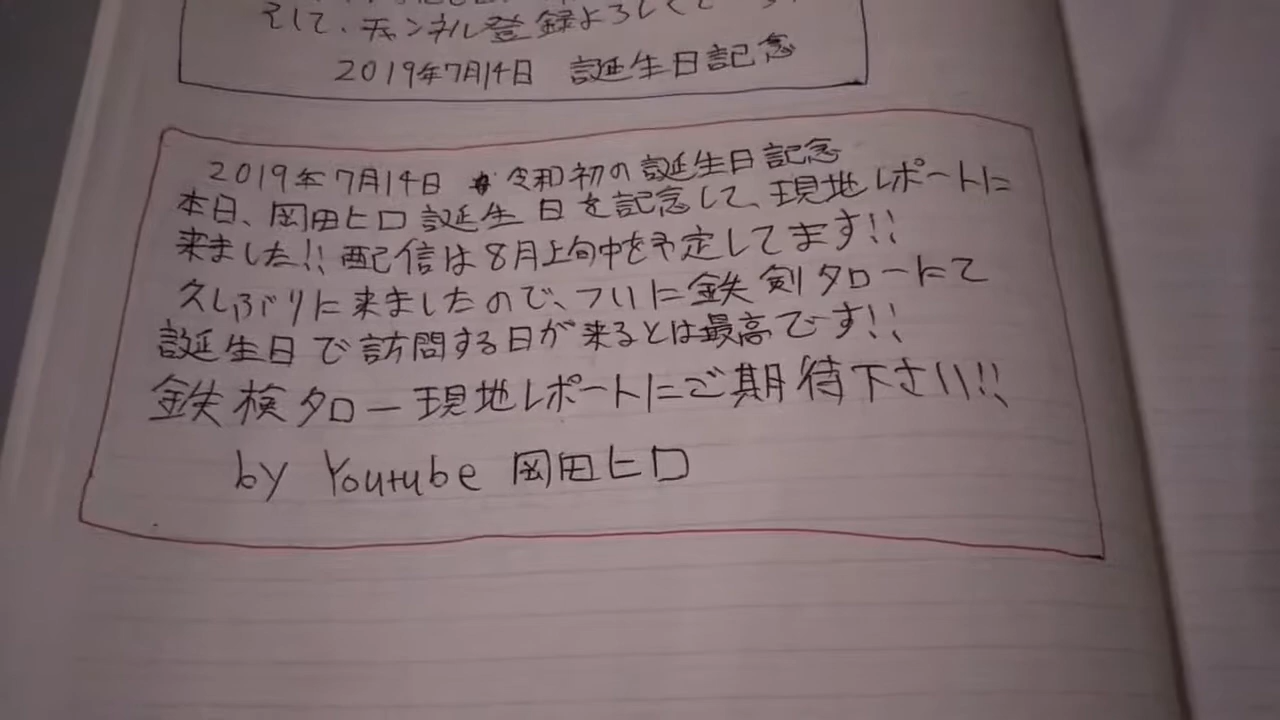 そして、チャンネル登録よろしくで
2019年7月14日 誕生日記念
2019年7月14日 令和初の誕生日記念
本日、岡田ヒロ誕生日を記念して、現地レポートに
来ました!! 配信は8月上旬中を予定してます!!
久しぶりに来ましたので、ついに鉄剣タローにて
誕生日で訪問する日が来るとは最高です!!
鉄検タロー現地レポートにご期待下さい!!
by Youtube 岡田ヒロ